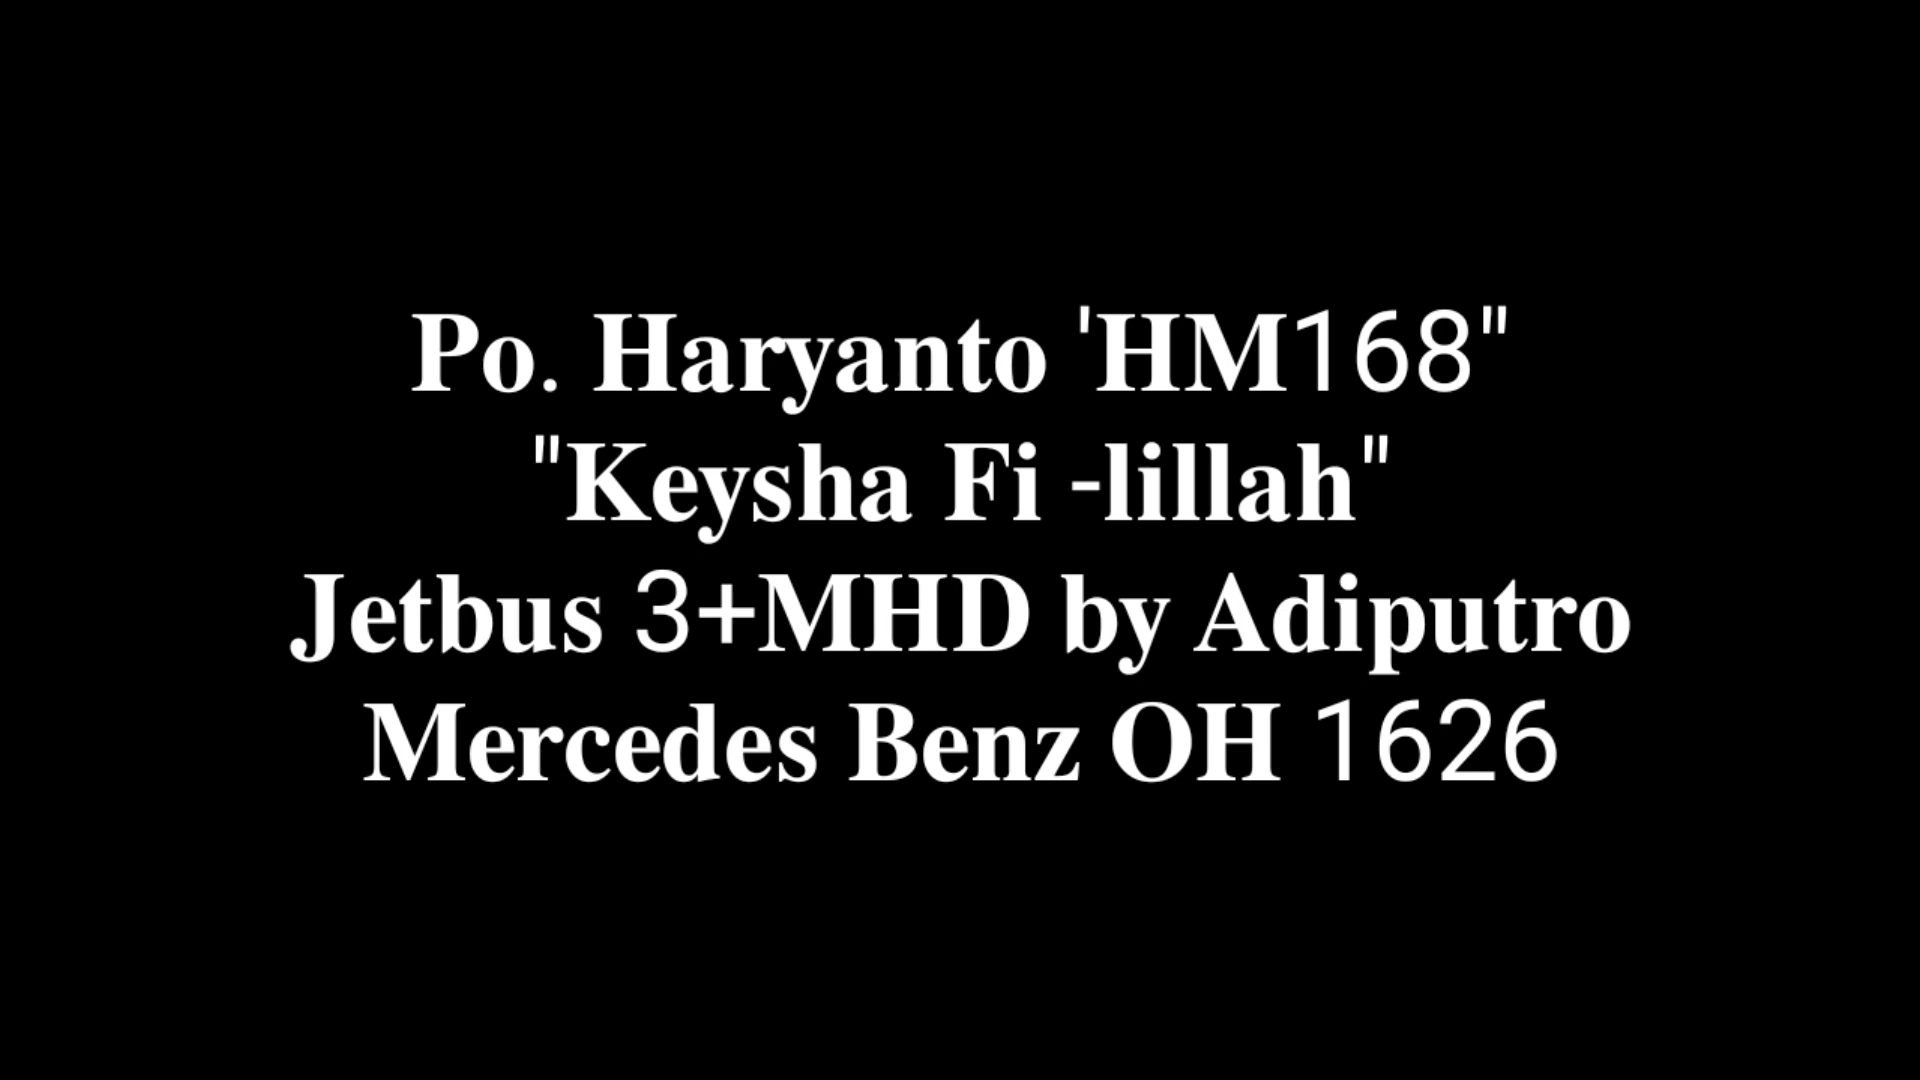 Po. Haryanto 'HM168"
"Keysha Fi -lillah"
Jetbus 3+MHD by Adiputro
Mercedes Benz OH 1626